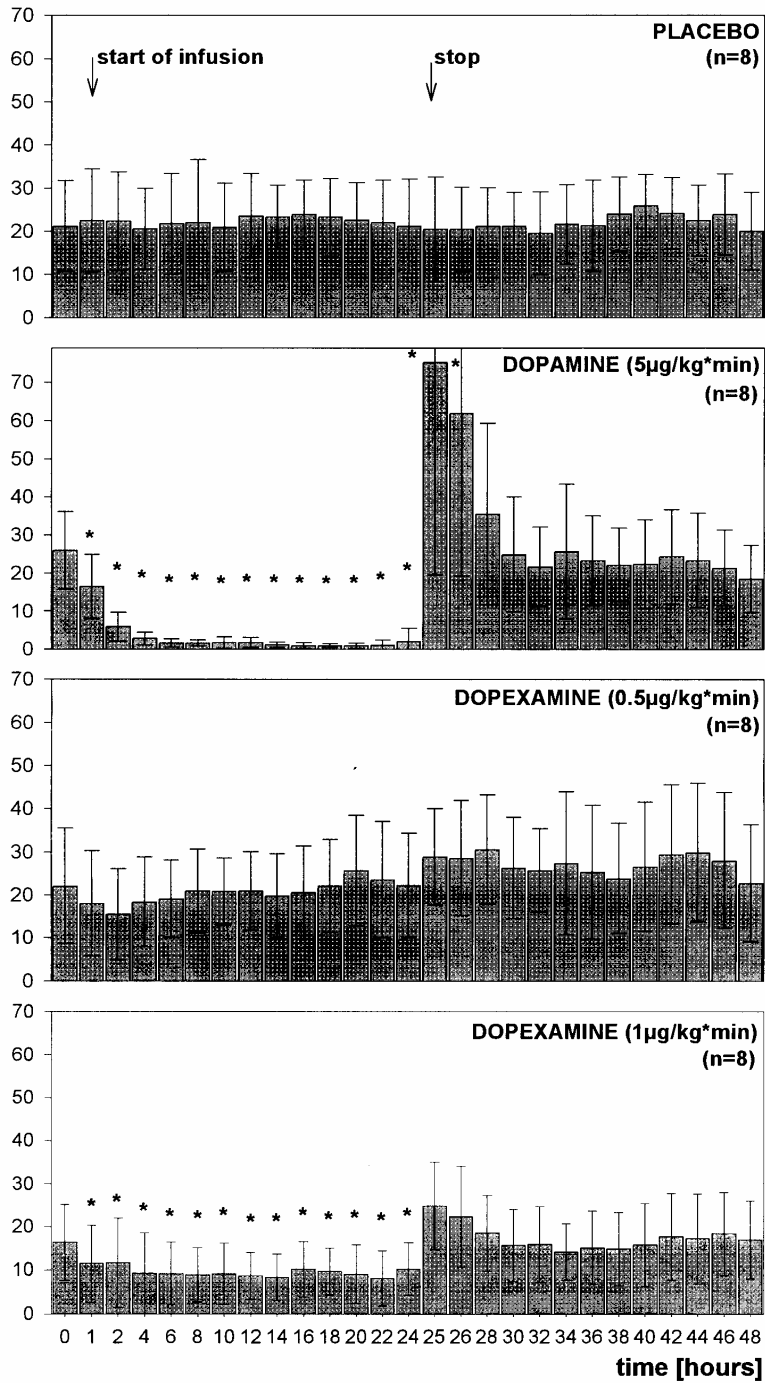 70
PLACEBO
(n=8)
start of infusion
stop
60
50
40
30
20
10
0
70
DOPAMINE (5µg/kg*min)
(n=8)
60
50
40
30
20
10
0
* * * * * * * * * * * * * * *
70
DOPEXAMINE (0.5µg/kg*min)
(n=8)
60
50
40
30
20
10
0
70
DOPEXAMINE (1µg/kg*min)
(n=8)
60
50
40
30
20
10
0
* * * * * * * * * * * * *
0 1 2 4 6 8 10 12 14 16 18 20 22 24 25 26 28 30 32 34 36 38 40 42 44 46 48
time [hours]